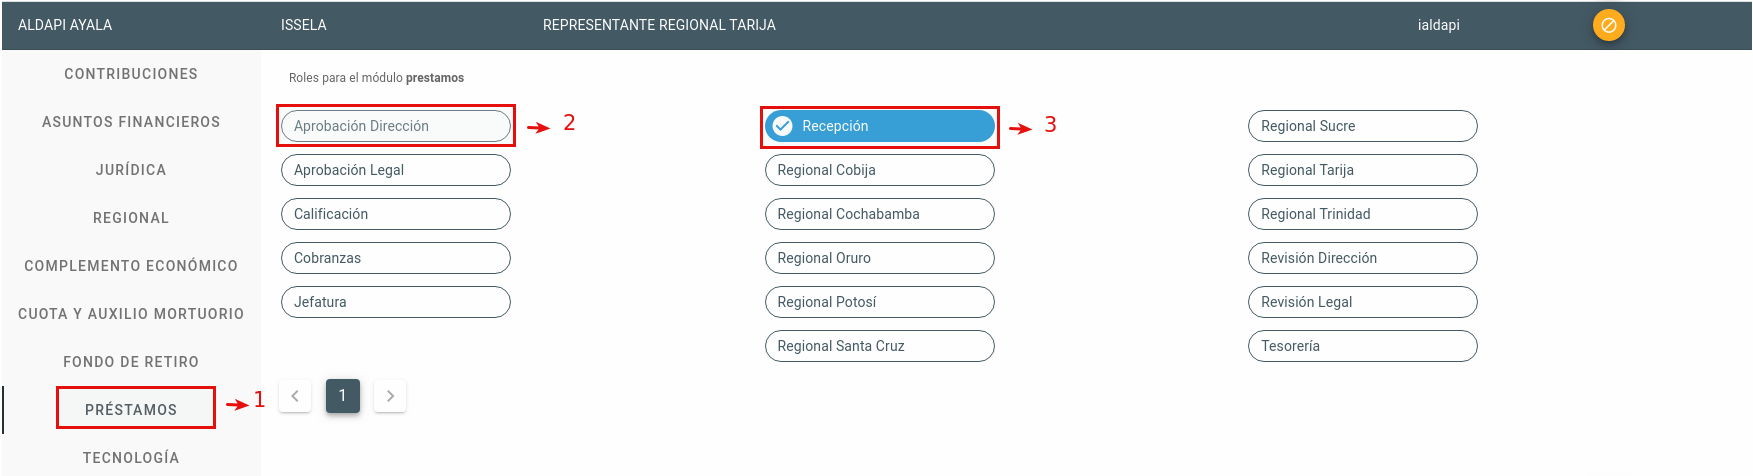 ALDAPI AYALA ISSELA REPRESENTANTE REGIONAL TARIJA ialdapi
CONTRIBUCIONES
ASUNTOS FINANCIEROS
JURÍDICA
REGIONAL
COMPLEMENTO ECONÓMICO
CUOTA Y AUXILIO MORTUORIO
FONDO DE RETIRO
PRÉSTAMOS
1
TECNOLOGÍA
Roles para el módulo prestamos
Aprobación Dirección
2
Aprobación Legal
Calificación
Cobranzas
Jefatura
Recepción
3
Regional Cobija
Regional Cochabamba
Regional Oruro
Regional Potosí
Regional Santa Cruz
Regional Sucre
Regional Tarija
Regional Trinidad
Revisión Dirección
Revisión Legal
Tesorería
1